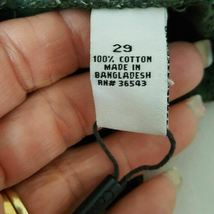 29
100% COTTON
MADE IN
BANGLADESH
RN# 36543